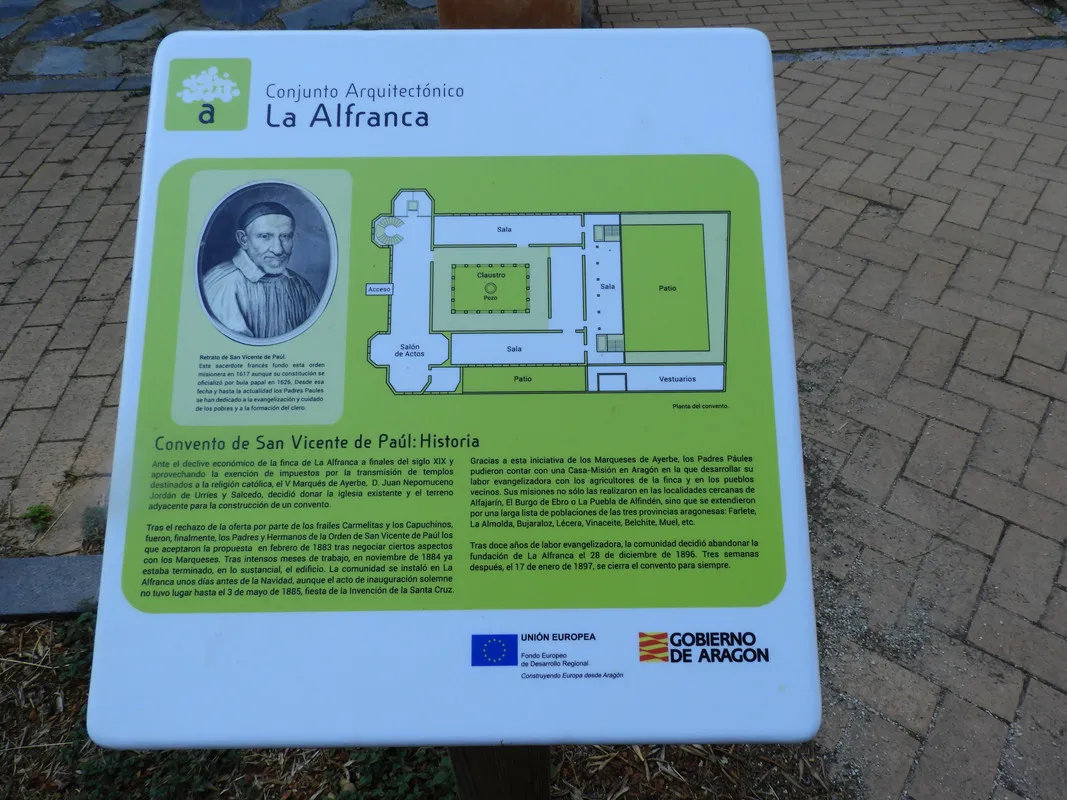 a
Conjunto Arquitectónico
La Alfranca
Retrato de San Vicente de Paúl:
Este sacerdote francés fundo esta orden
misionera en 1617 aunque su constitución se
oficializó por bula papal en 1626. Desde esa
fecha y hasta la actualidad los Padres Paules
se han dedicado a la evangelización y cuidado
de los pobres y a la formación del clero.
Sala
Claustro
Pozo
Acceso
Sala
Patio
Salón
de Actos
Sala
Patio
Vestuarios
Planta del convento.
Convento de San Vicente de Paúl: Historia
Ante el declive económico de la finca de La Alfranca a finales del siglo XIX y
aprovechando la exención de impuestos por la transmisión de templos
destinados a la religión católica, el V Marqués de Ayerbe, D. Juan Nepomuceno
Jordán de Urríes y Salcedo, decidió donar la iglesia existente y el terreno
adyacente para la construcción de un convento.
Tras el rechazo de la oferta por parte de los frailes Carmelitas y los Capuchinos,
fueron, finalmente, los Padres y Hermanos de la Orden de San Vicente de Paúl los
que aceptaron la propuesta en febrero de 1883 tras negociar ciertos aspectos
con los Marqueses. Tras intensos meses de trabajo, en noviembre de 1884 ya
estaba terminado, en lo sustancial, el edificio. La comunidad se instaló en La
Alfranca unos días antes de la Navidad, aunque el acto de inauguración solemne
no tuvo lugar hasta el 3 de mayo de 1885, fiesta de la Invención de la Santa Cruz.
Gracias a esta iniciativa de los Marqueses de Ayerbe, los Padres Páules
pudieron contar con una Casa-Misión en Aragón en la que desarrollar su
labor evangelizadora con los agricultores de la finca y en los pueblos
vecinos. Sus misiones no sólo las realizaron en las localidades cercanas de
Alfajarín, El Burgo de Ebro o La Puebla de Alfindén, sino que se extendieron
por una larga lista de poblaciones de las tres provincias aragonesas: Farlete,
La Almolda, Bujaraloz, Lécera, Vinaceite, Belchite, Muel, etc.
Tras doce años de labor evangelizadora, la comunidad decidió abandonar la
fundación de La Alfranca el 28 de diciembre de 1896. Tres semanas
después, el 17 de enero de 1897, se cierra el convento para siempre.
UNIÓN EUROPEA
Fondo Europeo
de Desarrollo Regional
Construyendo Europa desde Aragón
GOBIERNO
DE ARAGON